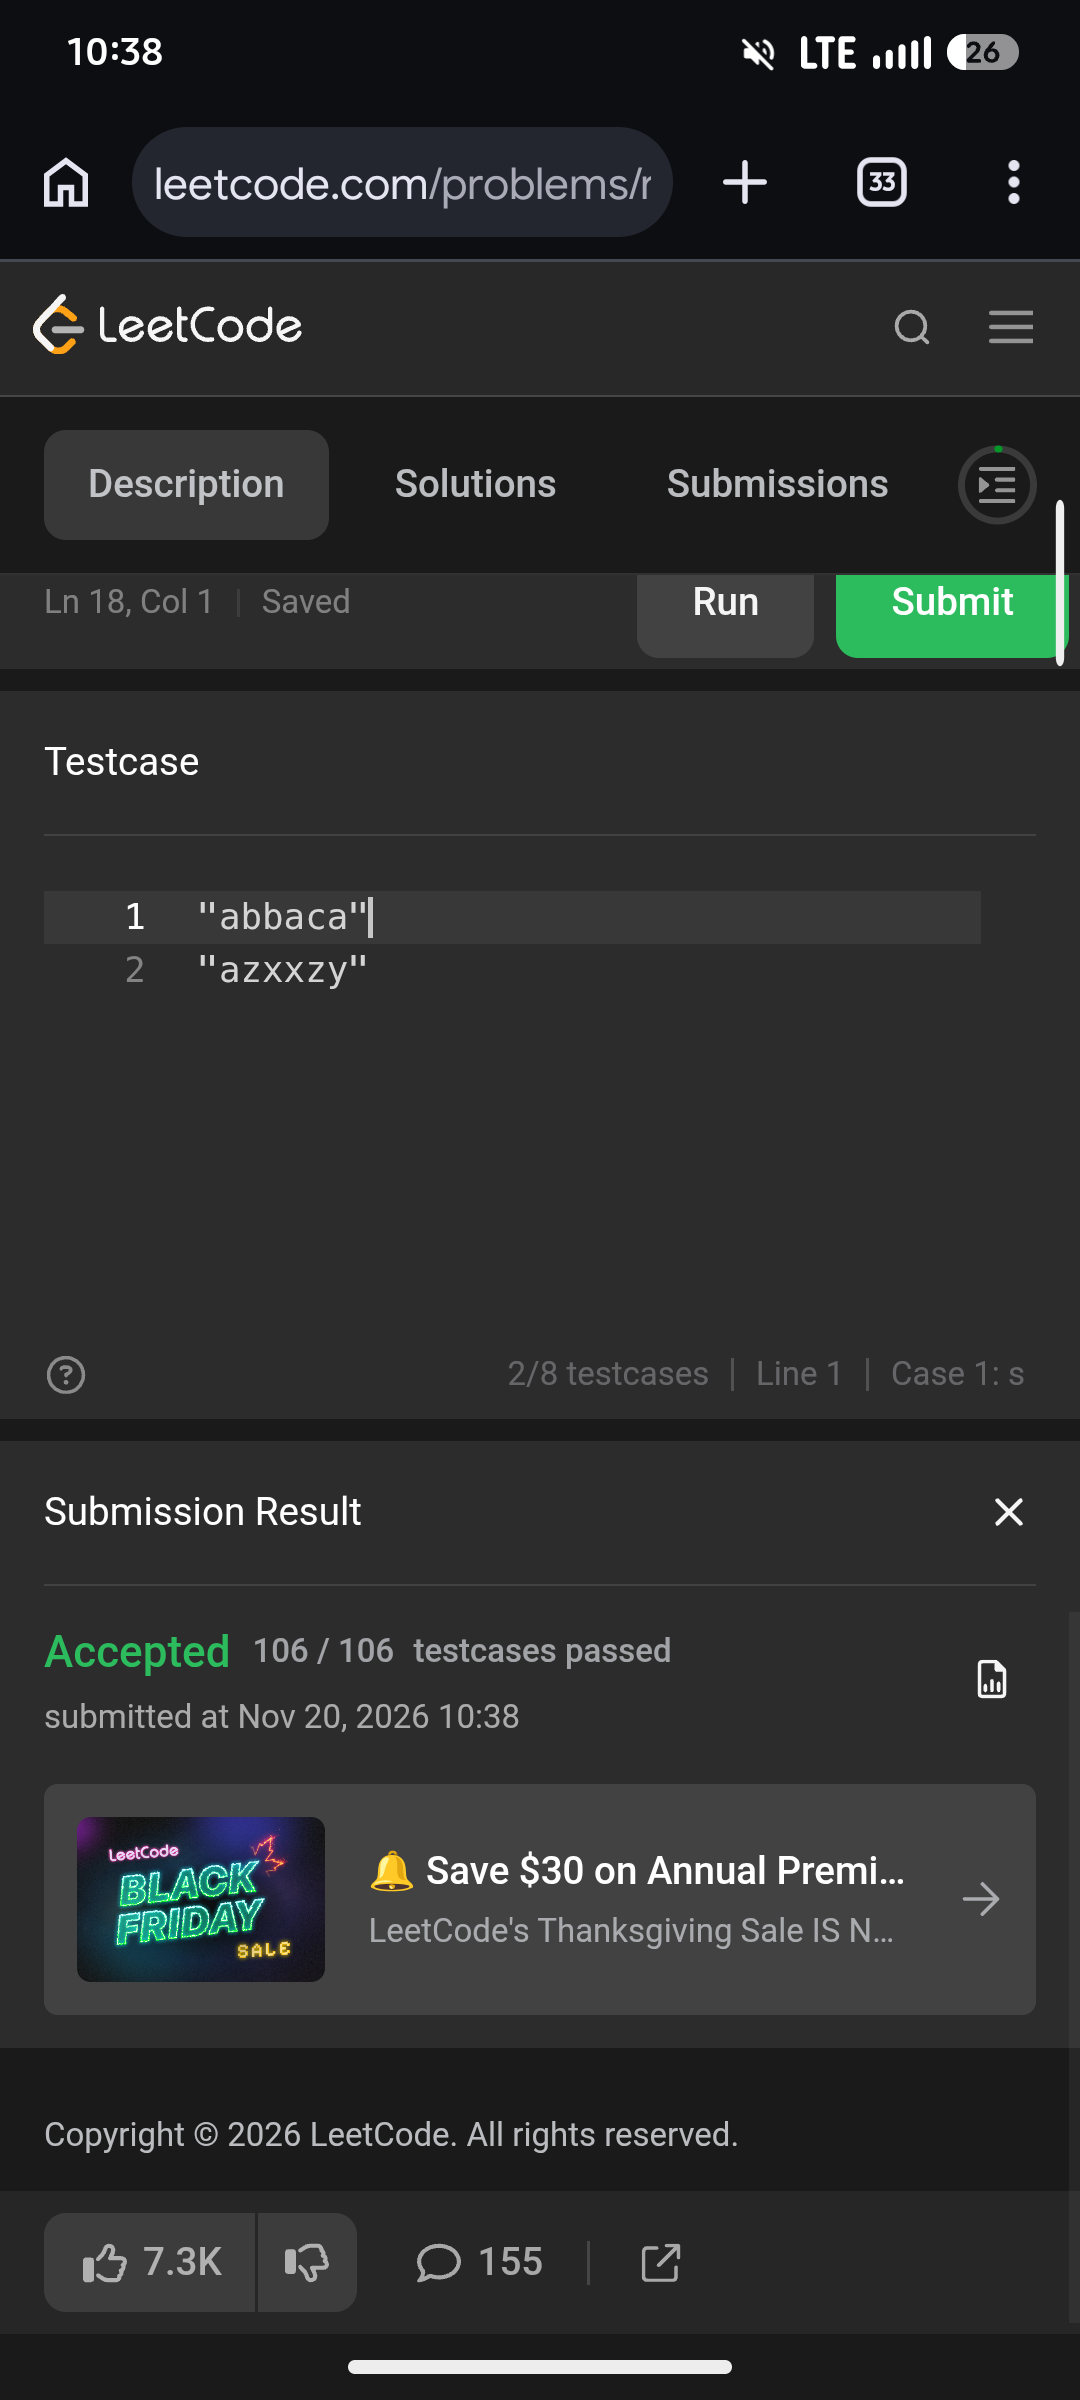 10:38 LTE 26
leetcode.com/problems/r 33
LeetCode
Description Solutions Submissions
Ln 18, Col 1 | Saved Run Submit
Testcase
1 "abbaca"
2 "azxxzy"
2/8 testcases | Line 1 | Case 1: s
Submission Result
Accepted 106 / 106 testcases passed
submitted at Nov 20, 2026 10:38
LeetCode
BLACK
FRIDAY
SALE
🔔 Save $30 on Annual Premi...
LeetCode's Thanksgiving Sale IS N...
Copyright © 2026 LeetCode. All rights reserved.
7.3K 155